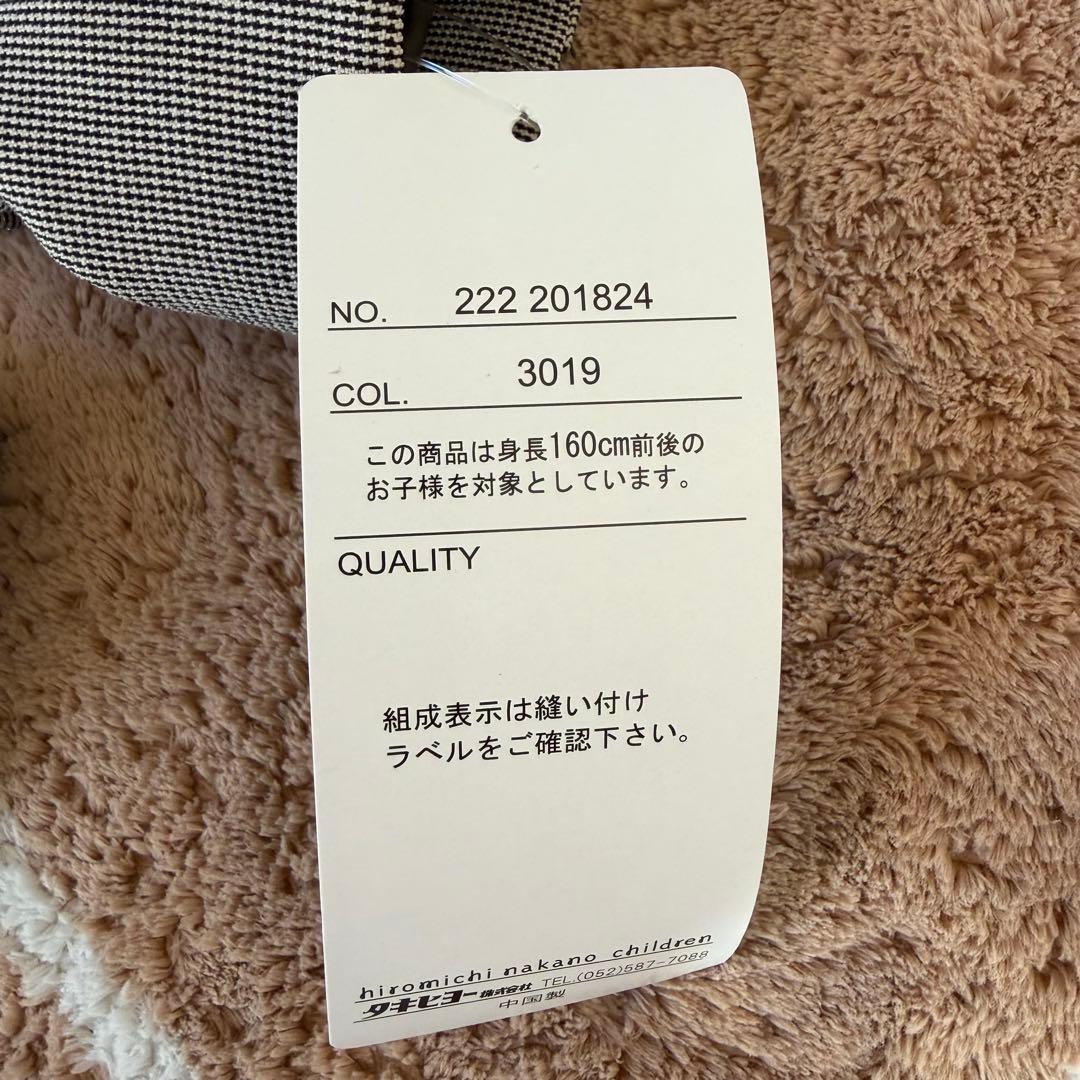 NO. 222 201824
COL. 3019
この商品は身長160cm前後の
お子様を対象としています。
QUALITY
組成表示は縫い付け
ラベルをご確認下さい。
hiromichi nakano children
タキヒヨー株式会社 TEL.(052)587-7088
中国製